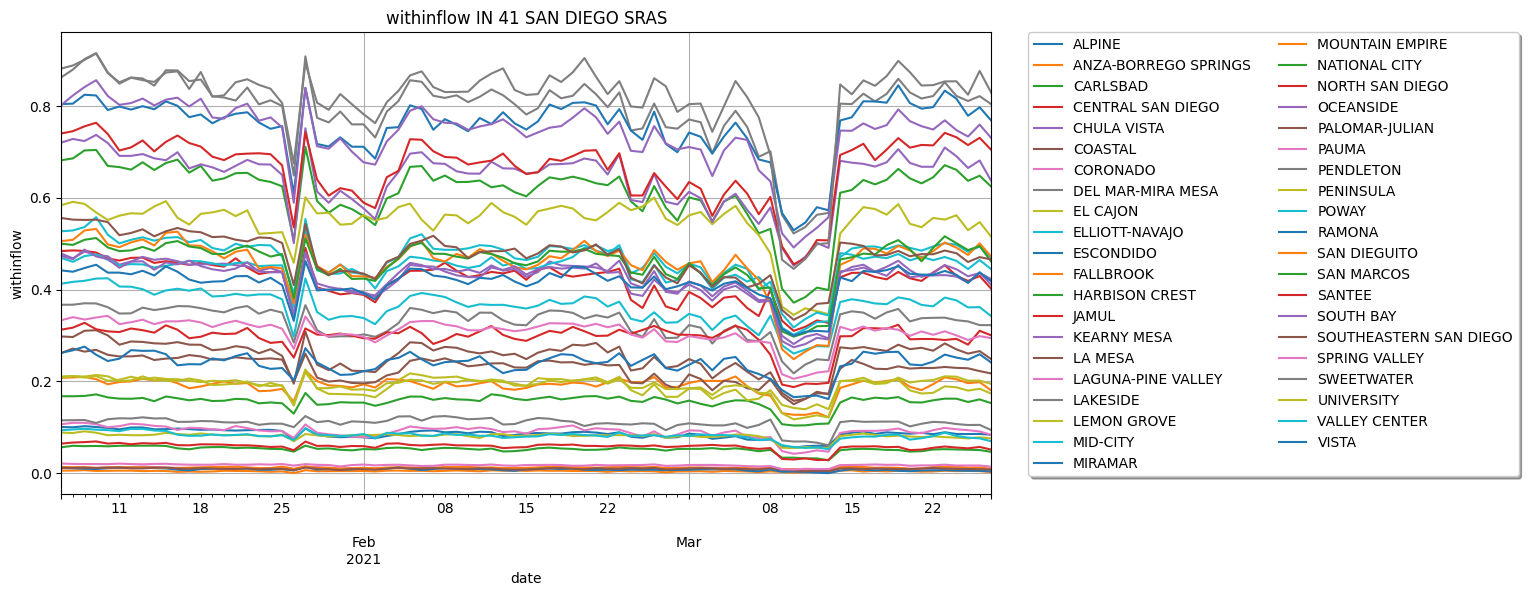 withinflow IN 41 SAN DIEGO SRAS
withinflow
0.8
0.6
0.4
0.2
0.0
11
18
25
08
15
22
08
15
22
Feb
2021
Mar
date
ALPINE
ANZA-BORREGO SPRINGS
CARLSBAD
CENTRAL SAN DIEGO
CHULA VISTA
COASTAL
CORONADO
DEL MAR-MIRA MESA
EL CAJON
ELLIOTT-NAVAJO
ESCONDIDO
FALLBROOK
HARBISON CREST
JAMUL
KEARNY MESA
LA MESA
LAGUNA-PINE VALLEY
LAKESIDE
LEMON GROVE
MID-CITY
MIRAMAR
MOUNTAIN EMPIRE
NATIONAL CITY
NORTH SAN DIEGO
OCEANSIDE
PALOMAR-JULIAN
PAUMA
PENDLETON
PENINSULA
POWAY
RAMONA
SAN DIEGUITO
SAN MARCOS
SANTEE
SOUTH BAY
SOUTHEASTERN SAN DIEGO
SPRING VALLEY
SWEETWATER
UNIVERSITY
VALLEY CENTER
VISTA